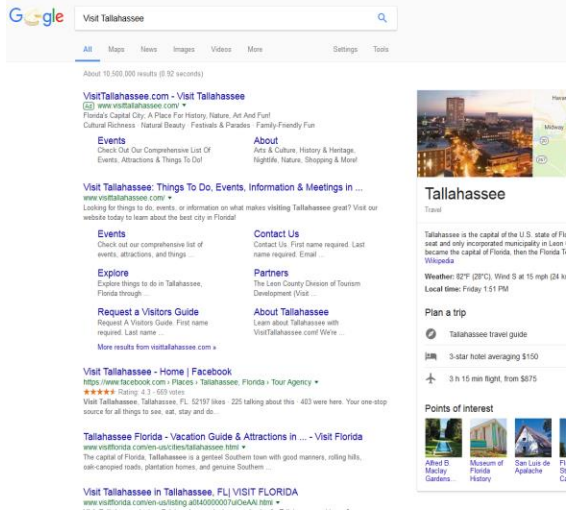 Google
Visit Tallahassee
All Maps News Images Videos More Settings Tools
About 10,500,000 results (0.92 seconds)
VisitTallahassee.com - Visit Tallahassee
Ad www.visittallahassee.com/
Florida's Capital City, A Place For History, Nature, Art And Fun!
Cultural Richness · Natural Beauty · Festivals & Parades · Family-Friendly Fun
Events
Check Out Our Comprehensive List Of
Events, Attractions & Things To Do!
About
Arts & Culture, History & Heritage,
Nightlife, Nature, Shopping & More!
Visit Tallahassee: Things To Do, Events, Information & Meetings in ...
www.visittallahassee.com/
Looking for things to do, events, or information on what makes visiting Tallahassee great? Visit our
website today to learn about the best city in Florida!
Events
Check out our comprehensive list of
events, attractions, and things ...
Contact Us
Contact Us. First name required. Last
name required. Email ...
Explore
Explore things to do in Tallahassee,
Florida through ...
Partners
The Leon County Division of Tourism
Development (Visit ...
Request a Visitors Guide
Request A Visitors Guide. First name
required. Last name ...
About Tallahassee
Learn about Tallahassee with
VisitTallahassee.com! We're ...
More results from visittallahassee.com »
Visit Tallahassee - Home | Facebook
https://www.facebook.com › Places › Tallahassee, Florida › Tour Agency
Rating: 4.3 - 669 votes
Visit Tallahassee, Tallahassee, FL. 52197 likes · 225 talking about this · 403 were here. Your one-stop
source for all things to see, eat, stay and do...
Tallahassee Florida - Vacation Guide & Attractions in ... - Visit Florida
www.visitflorida.com/en-us/cities/tallahassee.html
The capital of Florida, Tallahassee is a genteel Southern town with good manners, rolling hills,
oak-canopied roads, plantation homes, and genuine Southern ...
Visit Tallahassee in Tallahassee, FL| VISIT FLORIDA
www.visitflorida.com/en-us/listing.a0t40000007uiOeAAI.html
Havan
Midway
Tallahassee
Travel
Tallahassee is the capital of the U.S. state of Flo
seat and only incorporated municipality in Leon
became the capital of Florida, then the Florida T
Wikipedia
Weather: 82°F (28°C), Wind S at 15 mph (24 k
Local time: Friday 1:51 PM
Plan a trip
Tallahassee travel guide
3-star hotel averaging $150
3 h 15 min flight, from $875
Points of interest
Alfred B.
Maclay
Gardens...
Museum of
Florida
History
San Luis de
Apalache